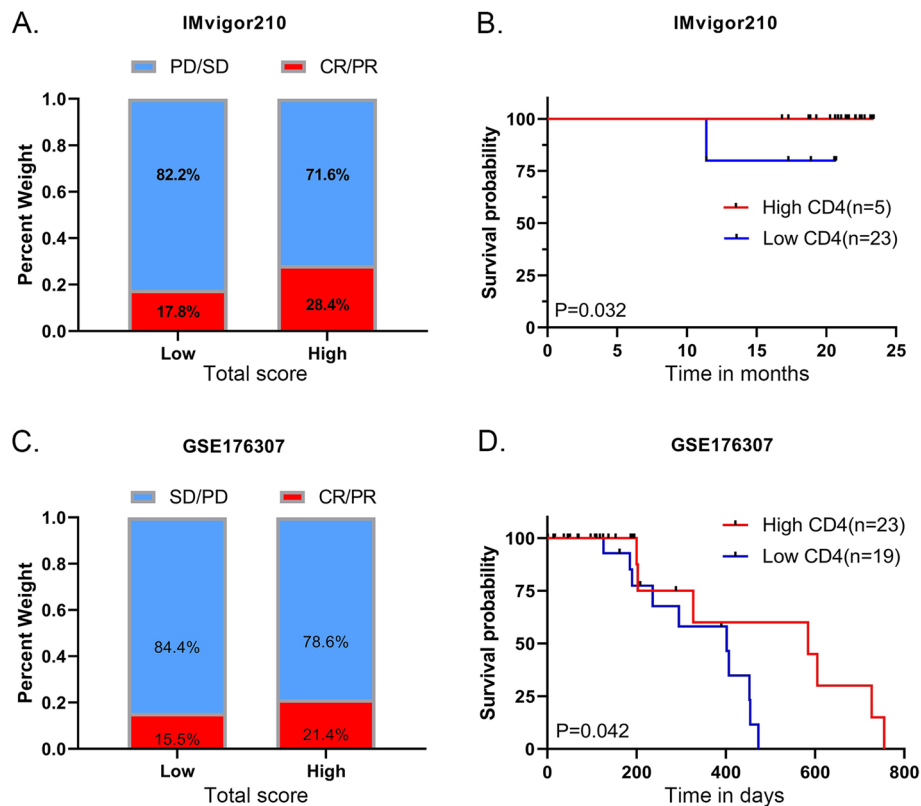 A.
IMvigor210
PD/SD CR/PR
Percent Weight
1.0
0.8
0.6
0.4
0.2
0.0
82.2%
71.6%
17.8%
28.4%
Low High
Total score
B.
IMvigor210
Survival probability
100
75
50
25
0
High CD4(n=5)
Low CD4(n=23)
P=0.032
0 5 10 15 20 25
Time in months
C.
GSE176307
SD/PD CR/PR
Percent Weight
1.0
0.8
0.6
0.4
0.2
0.0
84.4%
78.6%
15.5%
21.4%
Low High
Total score
D.
GSE176307
High CD4(n=23)
Low CD4(n=19)
Survival probability
100
75
50
25
0
P=0.042
0 200 400 600 800
Time in days